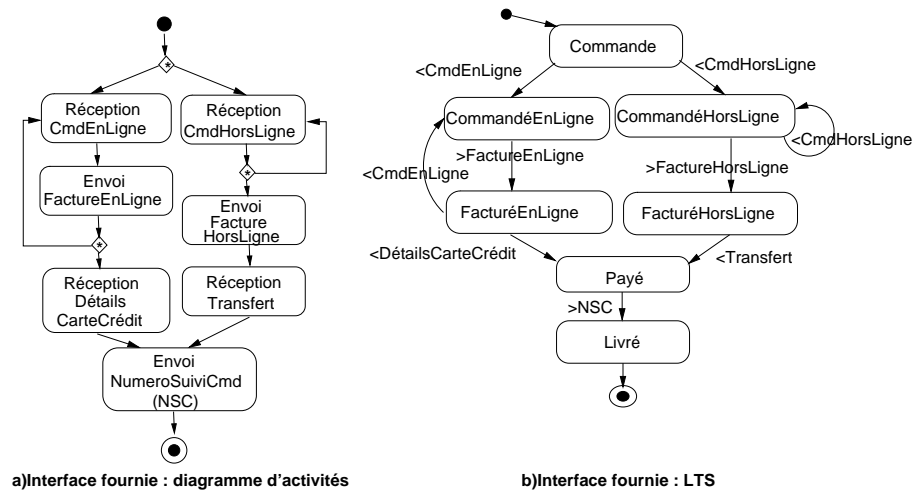 *
Réception
CmdEnLigne
Réception
CmdHorsLigne
Envoi
FactureEnLigne
*
Envoi
Facture
HorsLigne
*
Réception
Détails
CarteCrédit
Réception
Transfert
Envoi
NumeroSuiviCmd
(NSC)
a)Interface fournie : diagramme d'activités
Commande
<CmdEnLigne
<CmdHorsLigne
CommandéEnLigne
CommandéHorsLigne
<CmdHorsLigne
>FactureEnLigne
<CmdEnLigne
>FactureHorsLigne
FacturéEnLigne
FacturéHorsLigne
<DétailsCarteCrédit
<Transfert
Payé
>NSC
Livré
b)Interface fournie : LTS